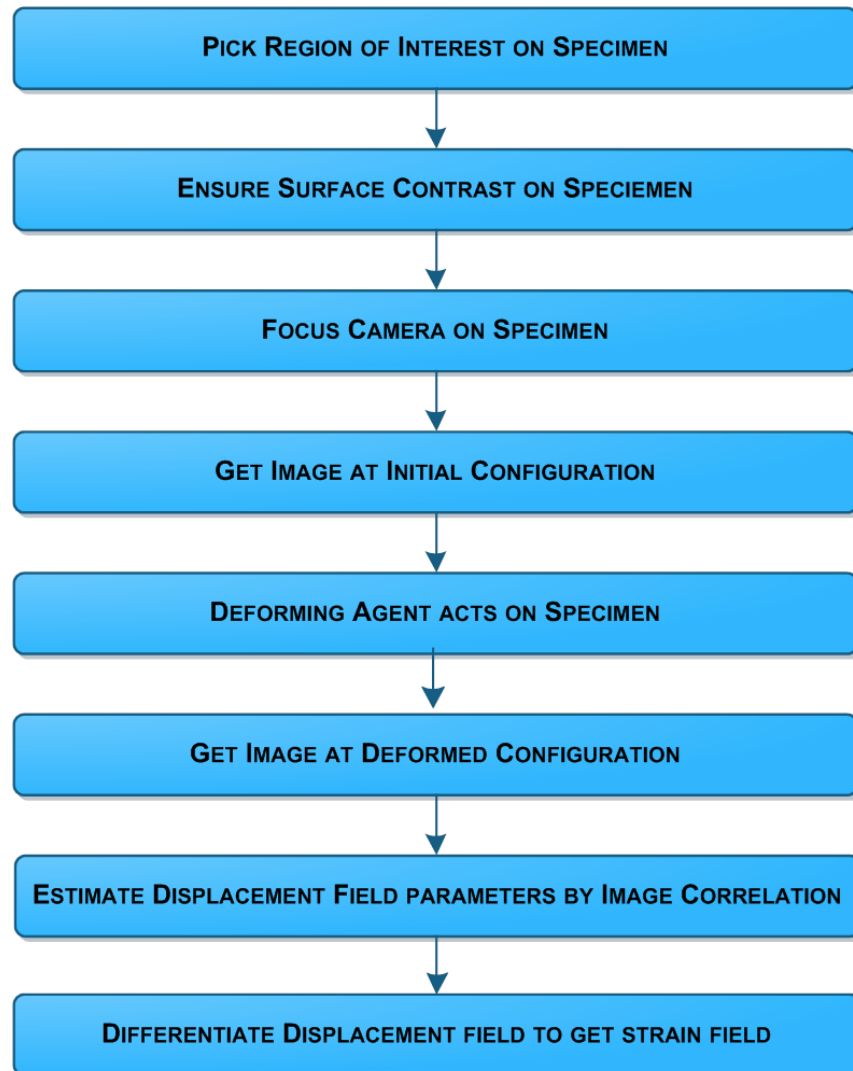 PICK REGION OF INTEREST ON SPECIMEN
ENSURE SURFACE CONTRAST ON SPECIEMEN
FOCUS CAMERA ON SPECIMEN
GET IMAGE AT INITIAL CONFIGURATION
DEFORMING AGENT ACTS ON SPECIMEN
GET IMAGE AT DEFORMED CONFIGURATION
ESTIMATE DISPLACEMENT FIELD PARAMETERS BY IMAGE CORRELATION
DIFFERENTIATE DISPLACEMENT FIELD TO GET STRAIN FIELD